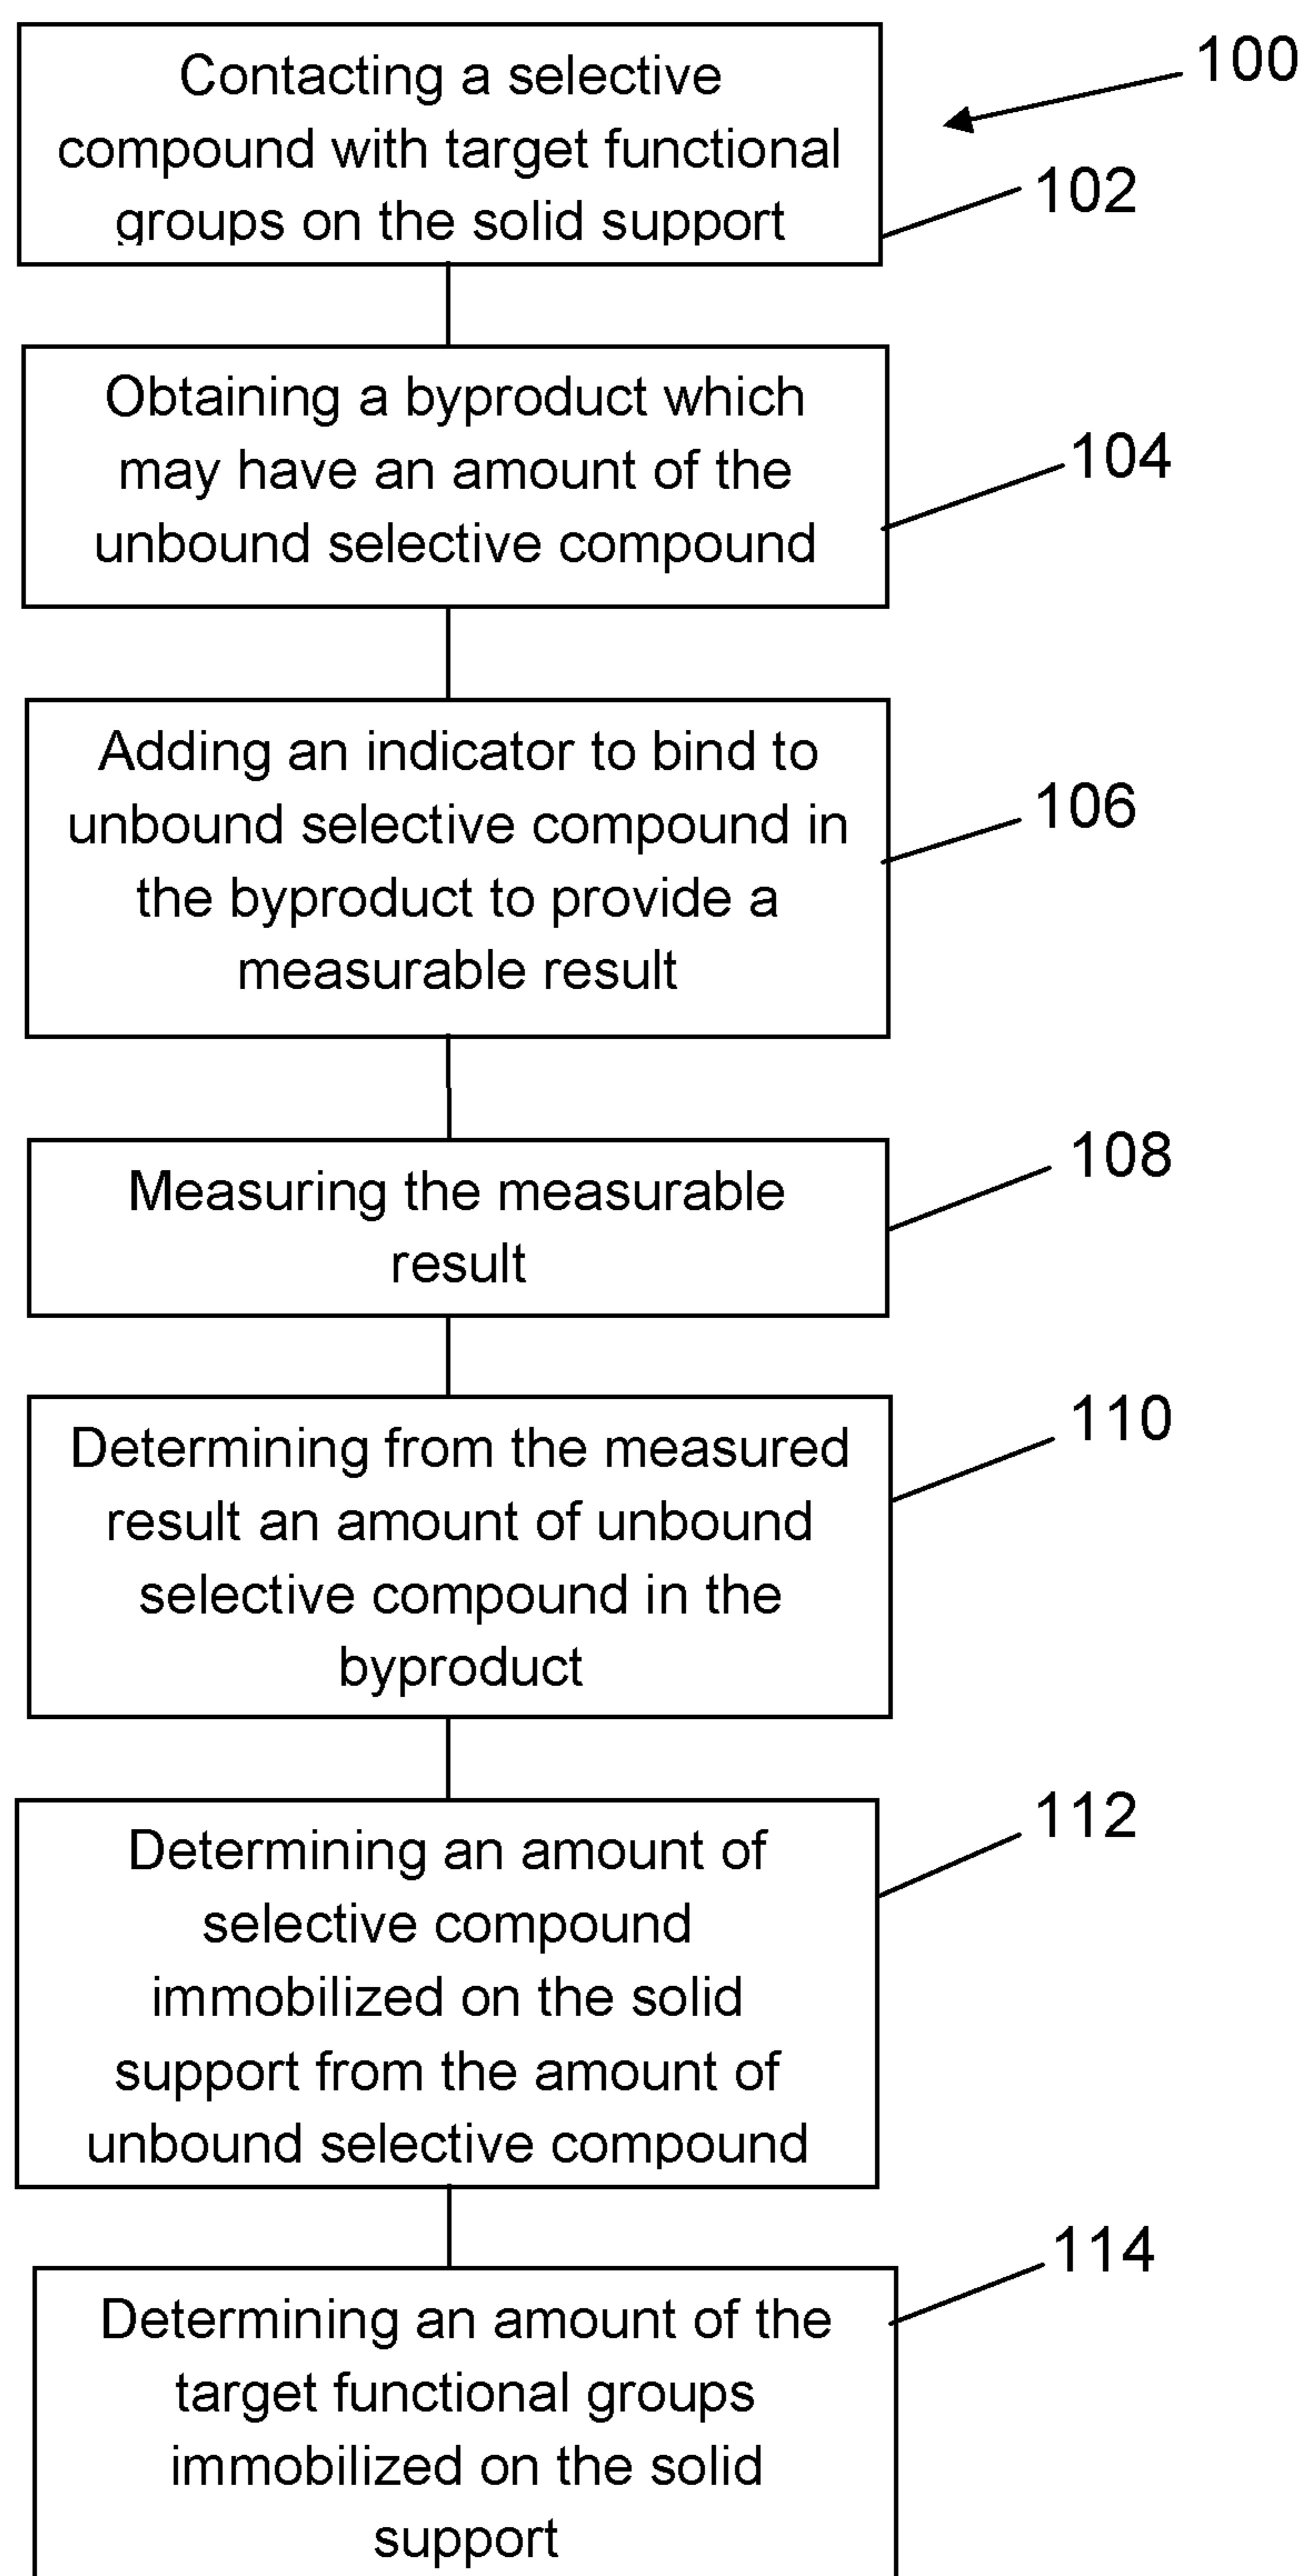 100
Contacting a selective
compound with target functional
groups on the solid support
102
Obtaining a byproduct which
may have an amount of the
unbound selective compound
104
Adding an indicator to bind to
unbound selective compound in
the byproduct to provide a
measurable result
106
Measuring the measurable
result
108
Determining from the measured
result an amount of unbound
selective compound in the
byproduct
110
Determining an amount of
selective compound
immobilized on the solid
support from the amount of
unbound selective compound
112
Determining an amount of the
target functional groups
immobilized on the solid
support
114